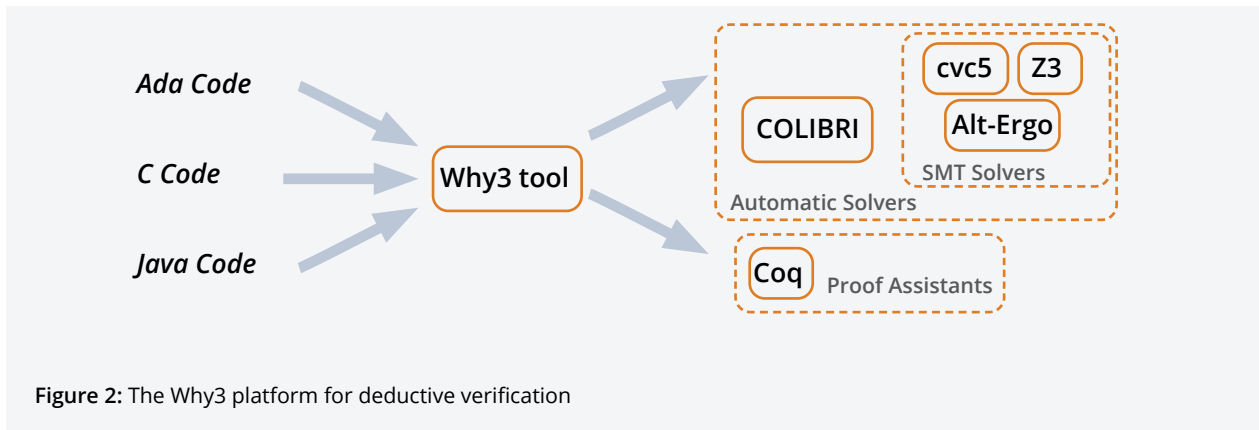 Ada Code
C Code
Java Code
Why3 tool
COLIBRI
cvc5
Z3
Alt-Ergo
SMT Solvers
Automatic Solvers
Coq
Proof Assistants
Figure 2: The Why3 platform for deductive verification